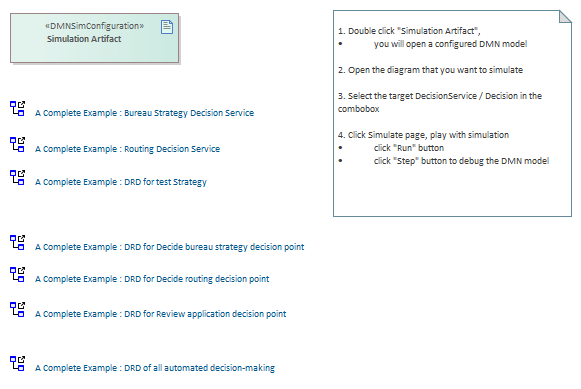 «DMNSimConfiguration»
Simulation Artifact
1. Double click "Simulation Artifact",
• you will open a configured DMN model
2. Open the diagram that you want to simulate
3. Select the target DecisionService / Decision in the
combobox
4. Click Simulate page, play with simulation
• click "Run" button
• click "Step" button to debug the DMN model
A Complete Example : Bureau Strategy Decision Service
A Complete Example : Routing Decision Service
A Complete Example : DRD for test Strategy
A Complete Example : DRD for Decide bureau strategy decision point
A Complete Example : DRD for Decide routing decision point
A Complete Example : DRD for Review application decision point
A Complete Example : DRD of all automated decision-making